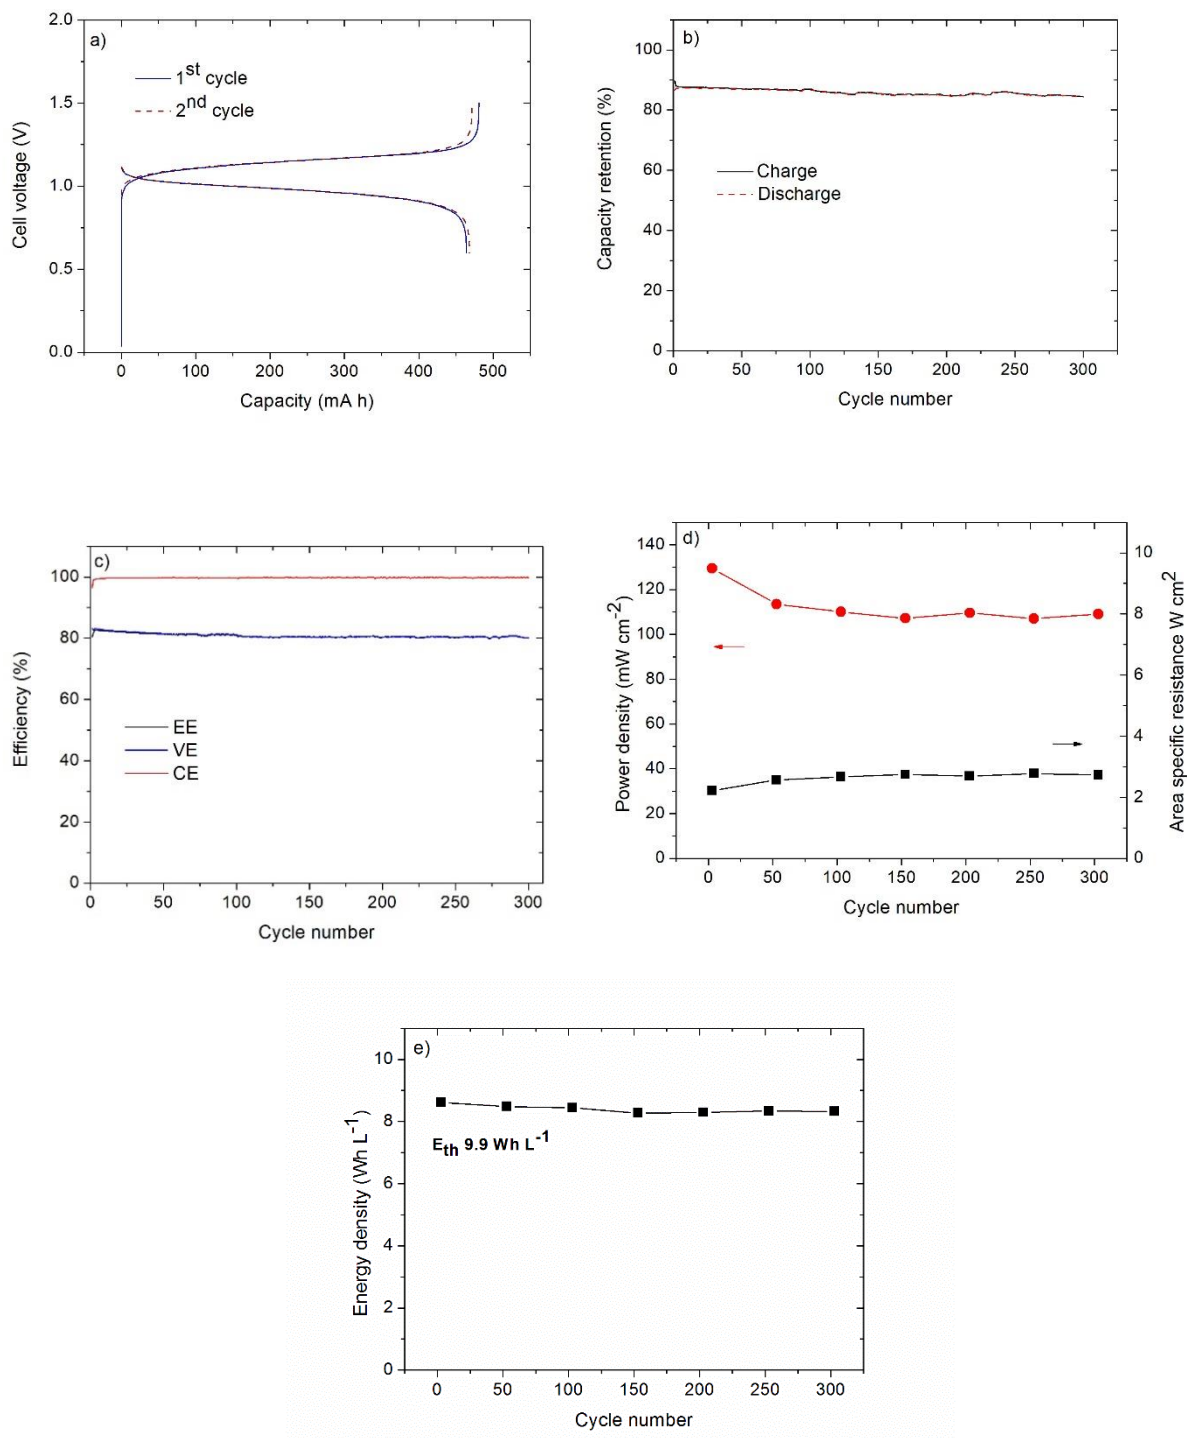 a)
1st cycle
2nd cycle
2.0
1.5
1.0
0.5
0.0
Cell voltage (V)
0 100 200 300 400 500
Capacity (mA h)
b)
100
80
60
40
20
0
Capacity retention (%)
Charge
Discharge
0 50 100 150 200 250 300
Cycle number
c)
100
80
60
40
20
0
Efficiency (%)
EE
VE
CE
0 50 100 150 200 250 300
Cycle number
d)
140
120
100
80
60
40
20
0
Power density (mW cm-2)
10
8
6
4
2
0
Area specific resistance W cm2
0 50 100 150 200 250 300
Cycle number
e)
10
8
6
4
2
0
Energy density (Wh L-1)
Eth 9.9 Wh L-1
0 50 100 150 200 250 300
Cycle number